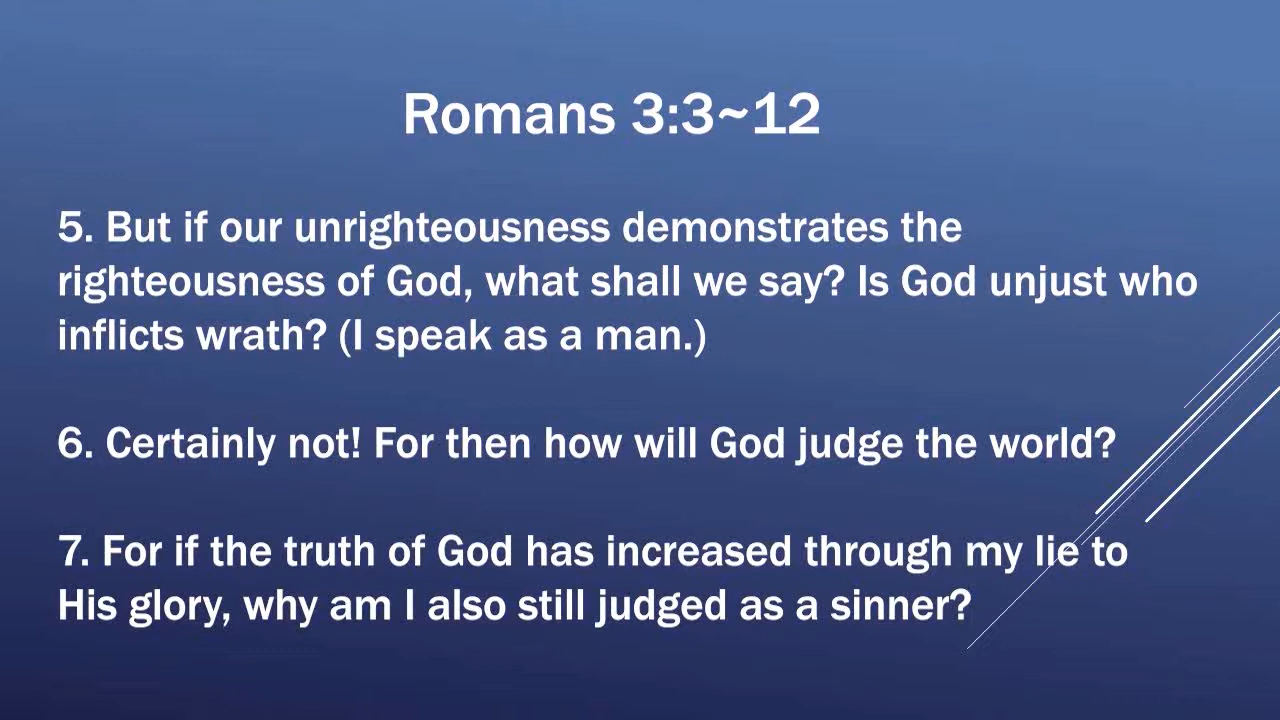 Romans 3:3~12
5. But if our unrighteousness demonstrates the
righteousness of God, what shall we say? Is God unjust who
inflicts wrath? (I speak as a man.)
6. Certainly not! For then how will God judge the world?
7. For if the truth of God has increased through my lie to
His glory, why am I also still judged as a sinner?